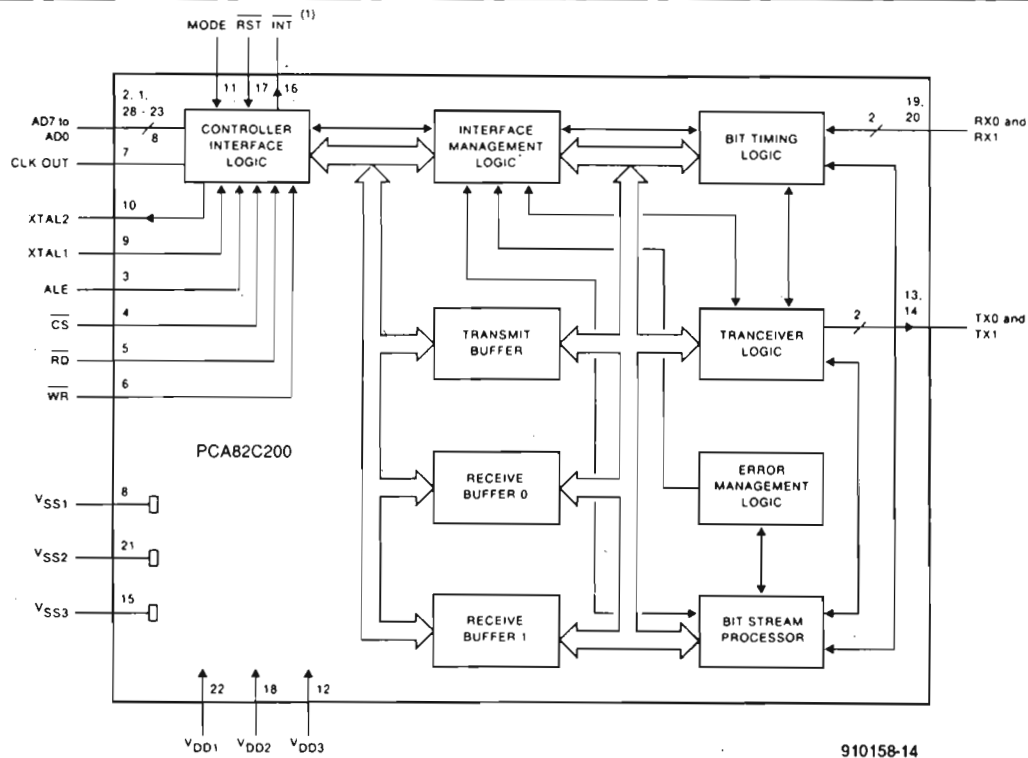 MODE RST INT (1)
11 17 16
2, 1,
28 - 23
8
AD7 to
AD0
CONTROLLER
INTERFACE
LOGIC
INTERFACE
MANAGEMENT
LOGIC
BIT TIMING
LOGIC
2
19,
20
RX0 and
RX1
CLK OUT 7
XTAL2 10
XTAL1 9
ALE 3
CS 4
RD 5
WR 6
TRANSMIT
BUFFER
TRANCEIVER
LOGIC
2
13,
14
TX0 and
TX1
PCA82C200
RECEIVE
BUFFER 0
ERROR
MANAGEMENT
LOGIC
VSS1 8
VSS2 21
VSS3 15
RECEIVE
BUFFER 1
BIT STREAM
PROCESSOR
22 18 12
VDD1 VDD2 VDD3
910158-14